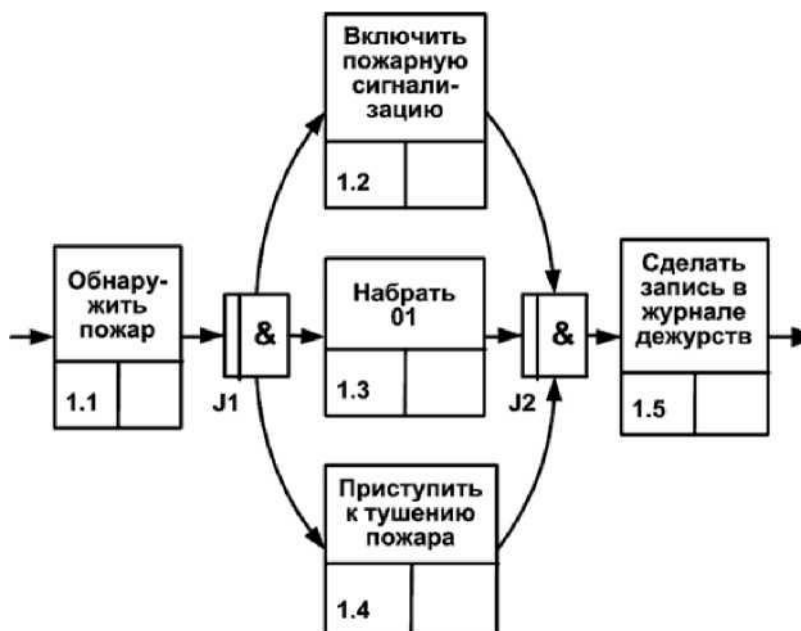 Включить
пожарную
сигнали-
зацию
1.2
Обнару-
жить
пожар
1.1
&
J1
Набрать
01
1.3
&
J2
Сделать
запись в
журнале
дежурств
1.5
Приступить
к тушению
пожара
1.4